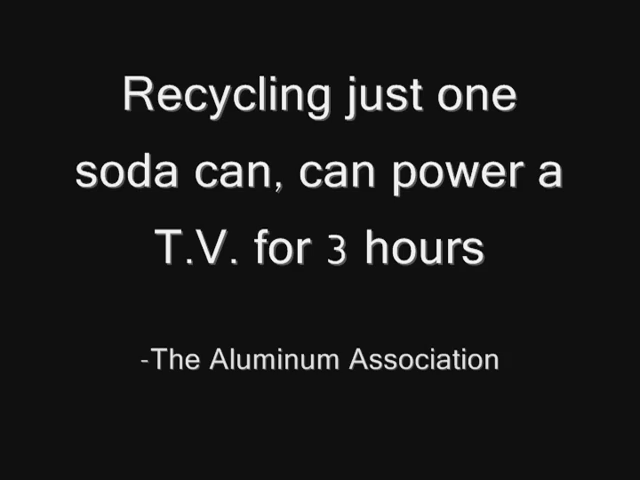 Recycling just one
soda can, can power a
T.V. for 3 hours
-The Aluminum Association